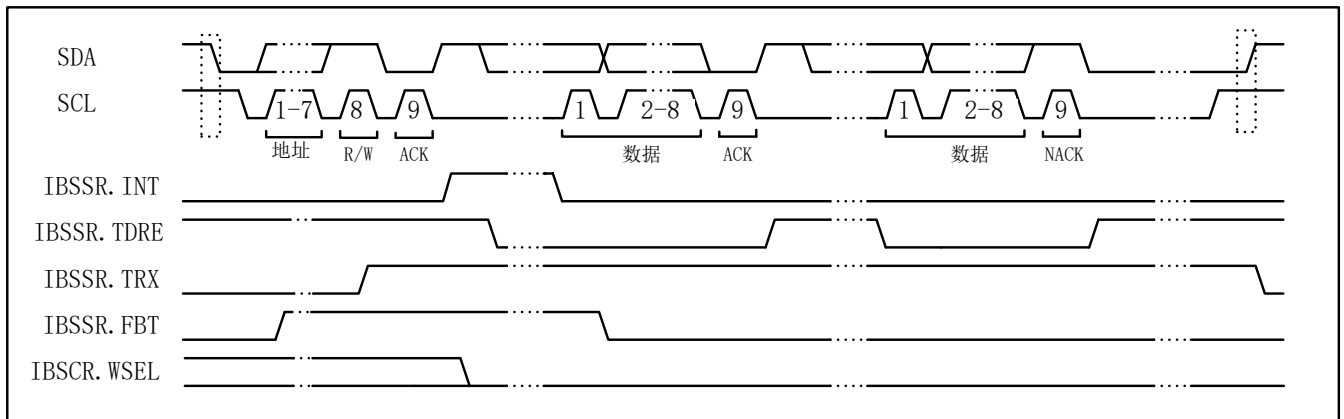 SDA
SCL
1-7 8 9 1 2-8 9 1 2-8 9
地址 R/W ACK 数据 ACK 数据 NACK
IBSSR. INT
IBSSR. TDRE
IBSSR. TRX
IBSSR. FBT
IBSCR. WSEL